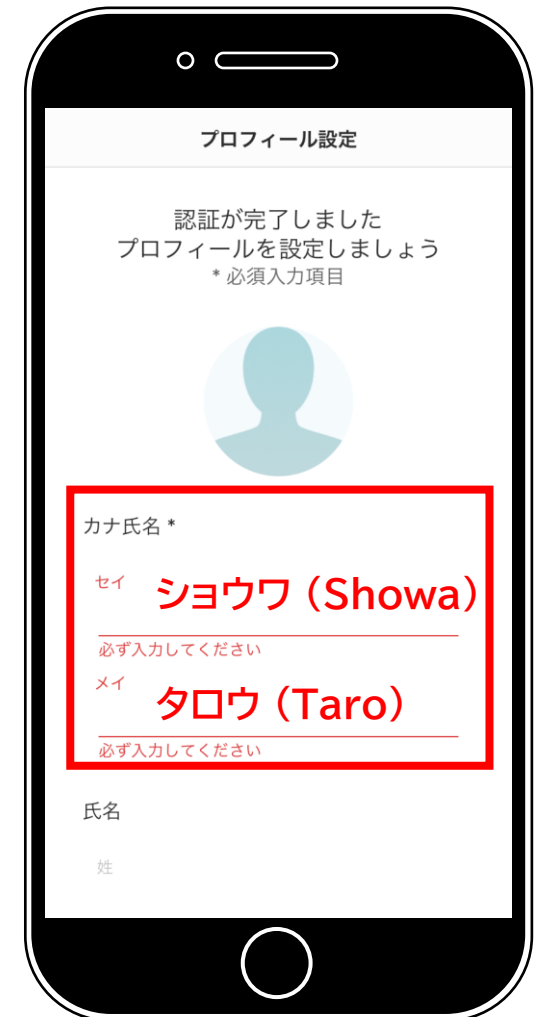 プロフィール設定
認証が完了しました
プロフィールを設定しましょう
* 必須入力項目
カナ氏名 *
セイ
ショウワ（Showa）
必ず入力してください
メイ
タロウ（Taro）
必ず入力してください
氏名
姓